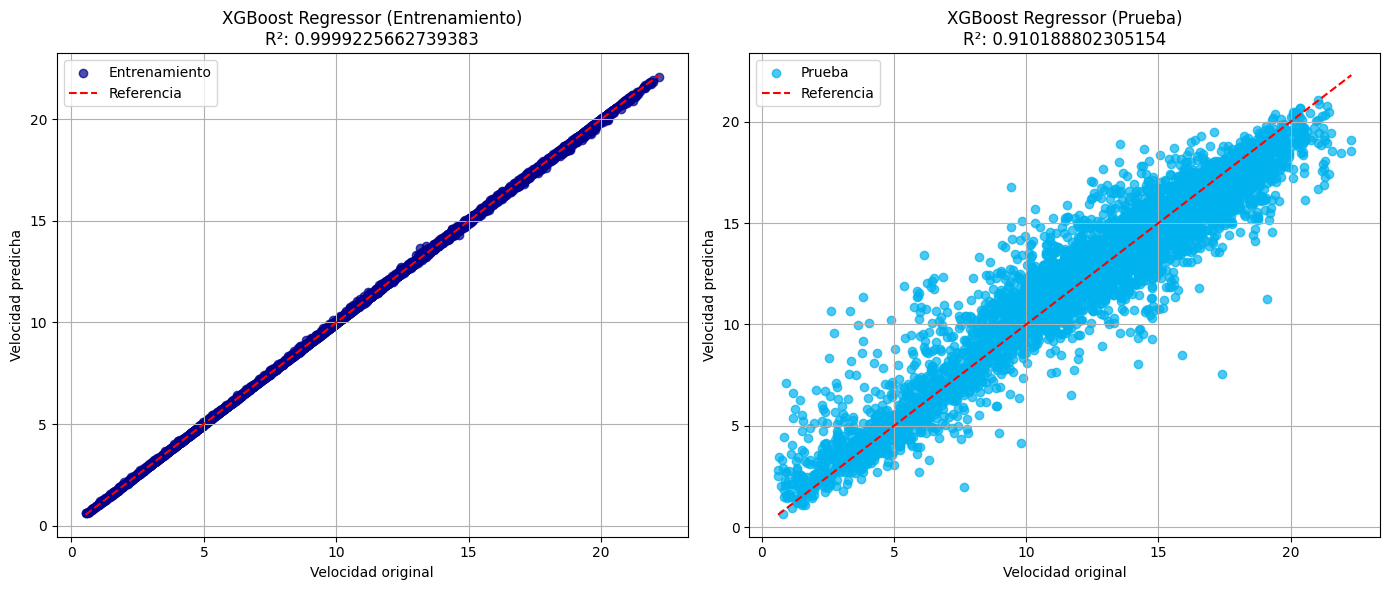 XGBoost Regressor (Entrenamiento)
R²: 0.9999225662739383
Entrenamiento
Referencia
Velocidad predicha
20
15
10
5
0
0
5
10
15
20
Velocidad original
XGBoost Regressor (Prueba)
R²: 0.910188802305154
Prueba
Referencia
Velocidad predicha
20
15
10
5
0
0
5
10
15
20
Velocidad original